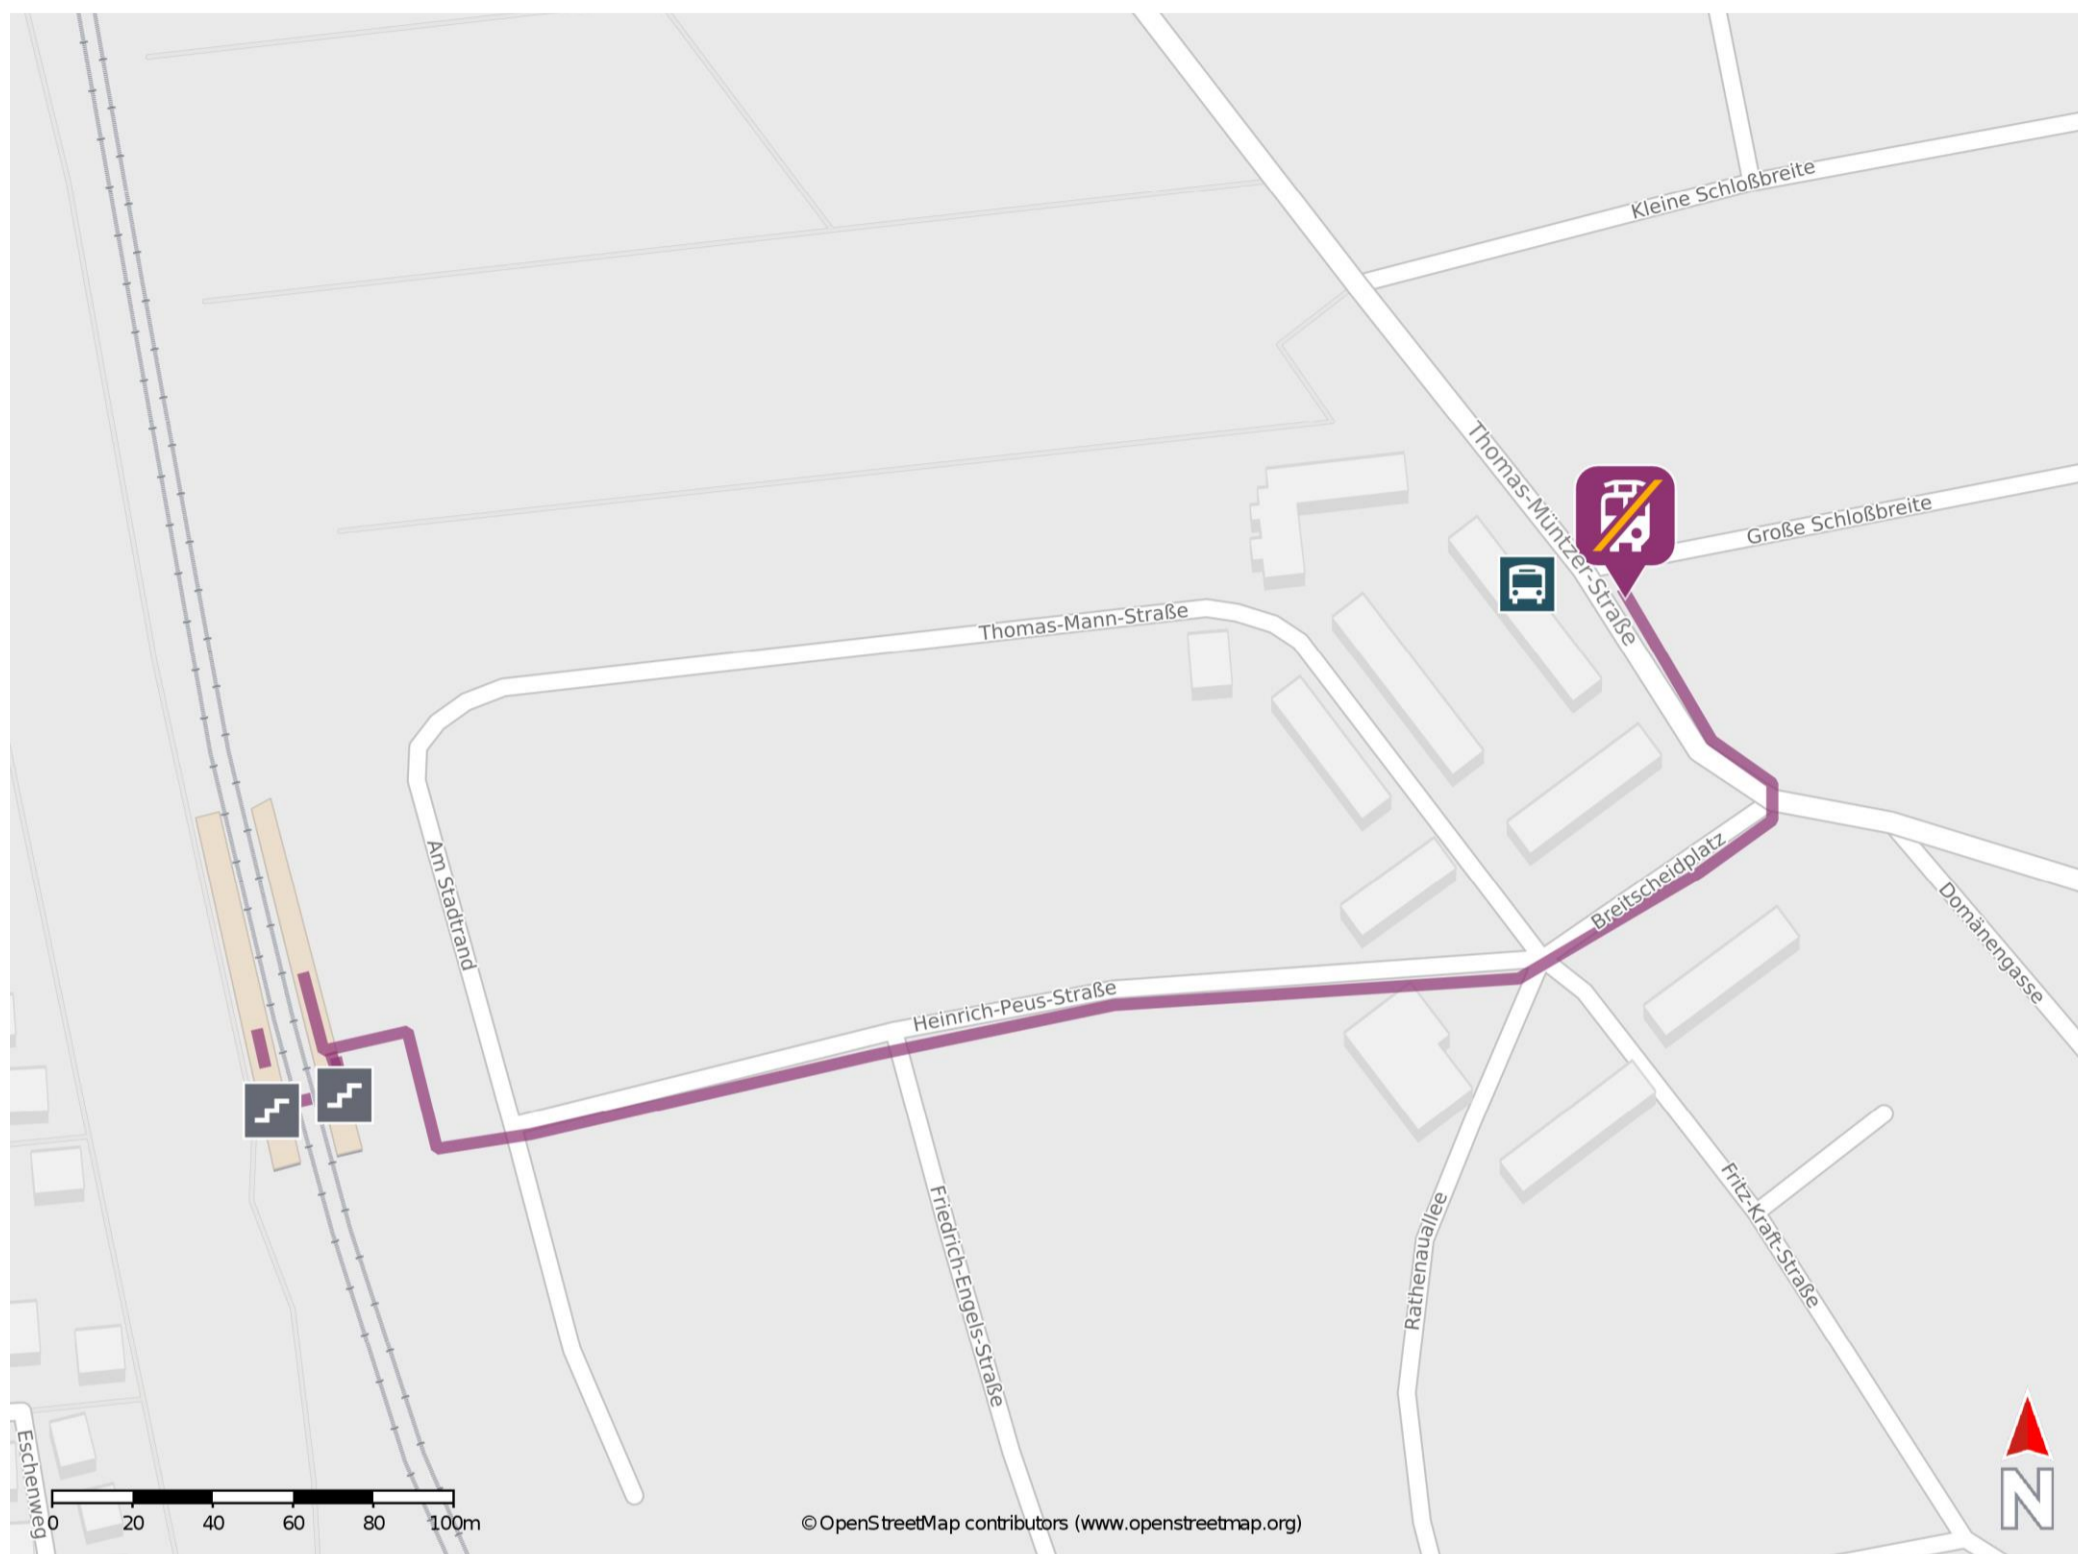 Kleine Schloßbreite
Thomas-Müntzer-Straße
Große Schloßbreite
Thomas-Mann-Straße
Am Stadtrand
Breitscheidplatz
Domänengasse
Heinrich-Peus-Straße
Friedrich-Engels-Straße
Rathenauallee
Fritz-Kraft-Straße
Eschenweg
N
0 20 40 60 80 100m
© OpenStreetMap contributors (www.openstreetmap.org)